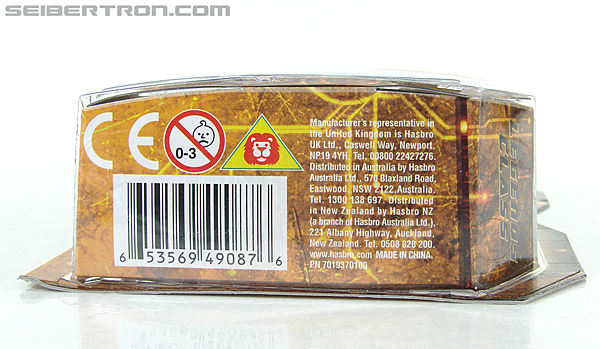 SEIBERTRON.COM
CE
0-3
Manufacturer's representative in
the United Kingdom is Hasbro
UK Ltd., Caswell Way, Newport.
NP19 4YH, Tel. 00800 22427276.
Distributed in Australia by Hasbro
Australia Ltd., 570 Blaxland Road,
Eastwood, NSW 2122,Australia.
Tel. 1300 138 697. Distributed
in New Zealand by Hasbro NZ
(a branch of Hasbro Australia Ltd.),
221 Albany Highway, Auckland,
New Zealand. Tel. 0508 828 200.
www.hasbro.com MADE IN CHINA.
PN 7019370100
6 53569 49087 6